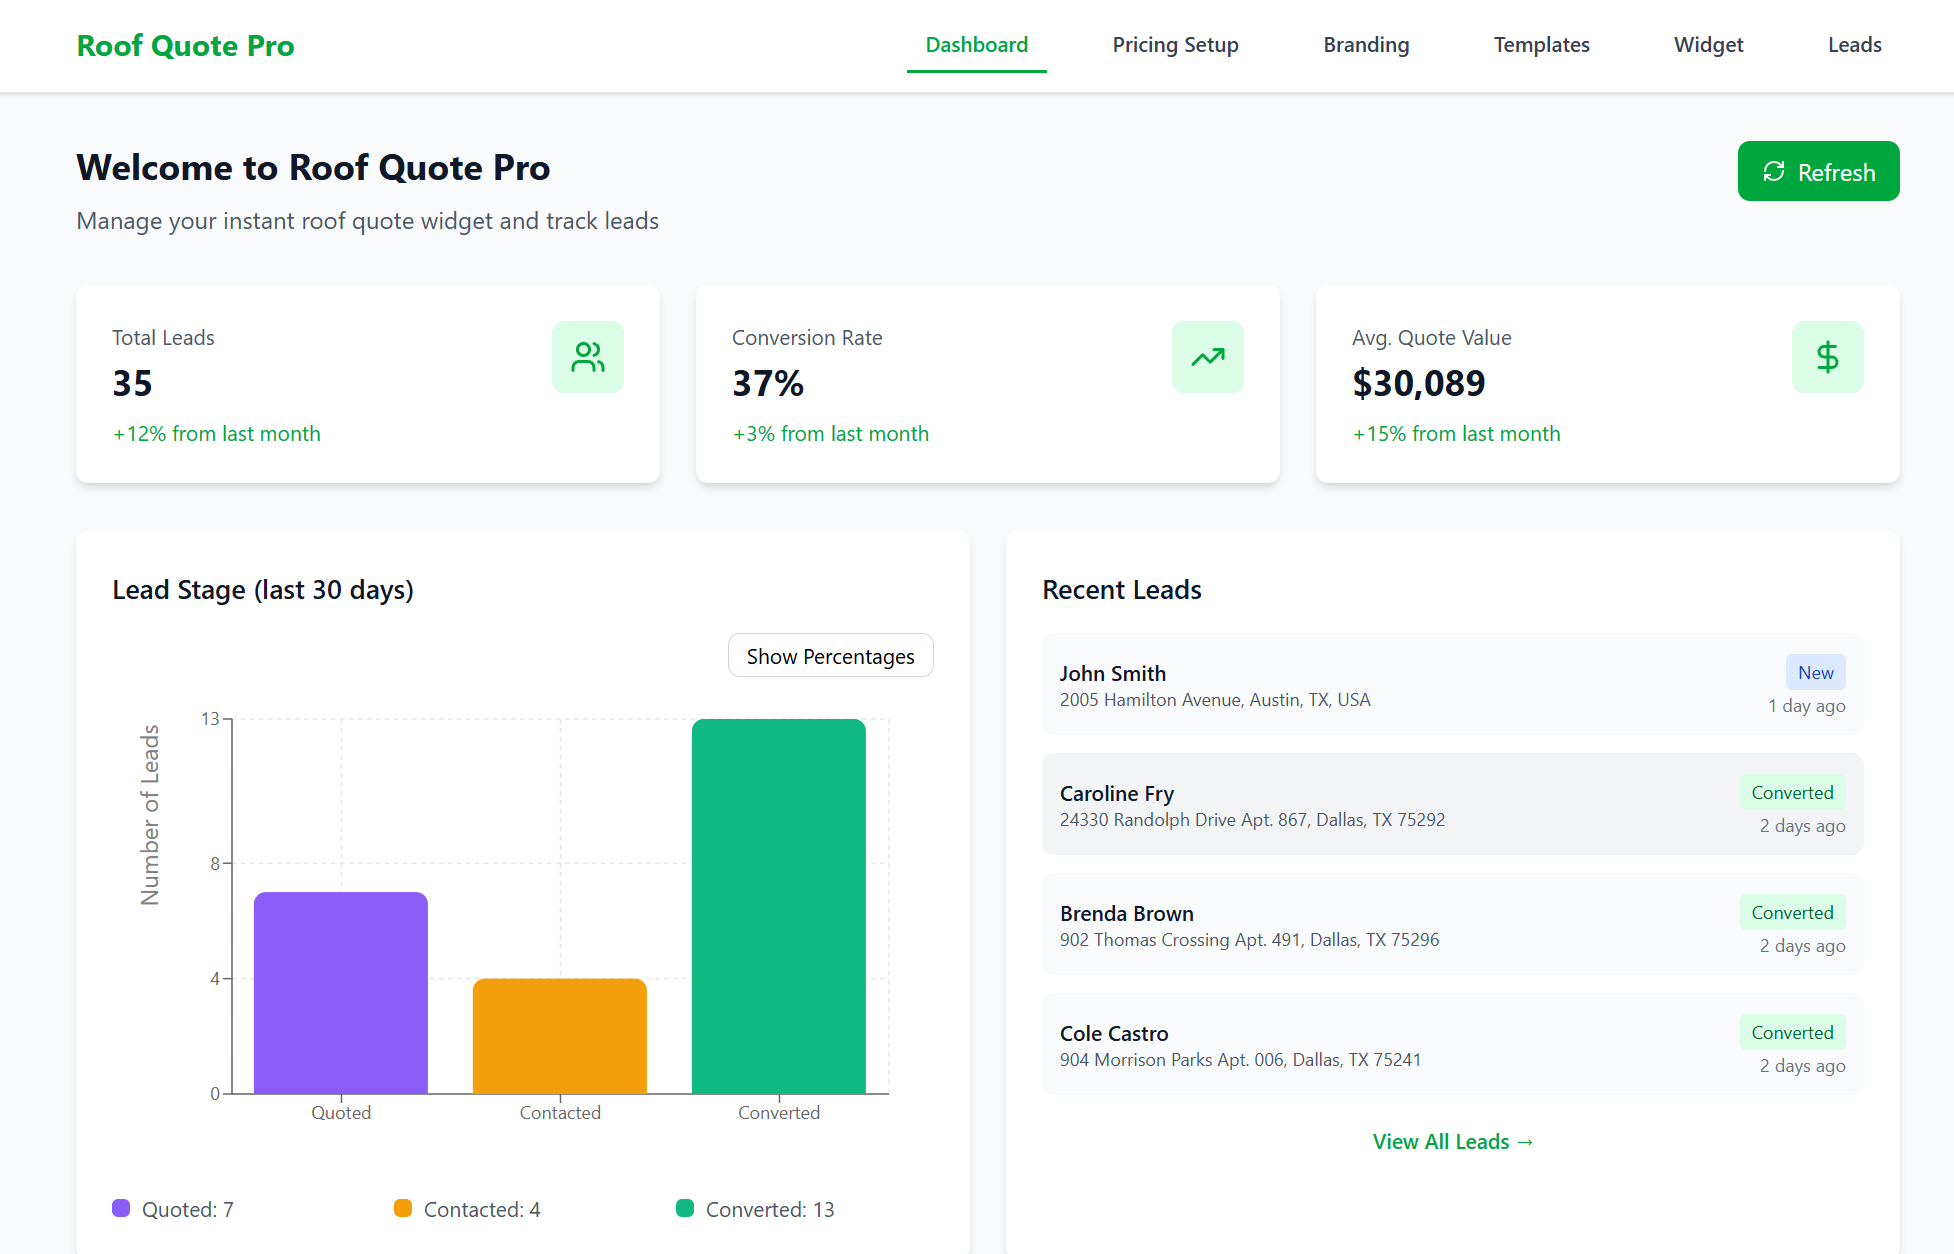 Roof Quote Pro
Dashboard
Pricing Setup
Branding
Templates
Widget
Leads
Welcome to Roof Quote Pro
Manage your instant roof quote widget and track leads
Refresh
Total Leads
35
+12% from last month
Conversion Rate
37%
+3% from last month
Avg. Quote Value
$30,089
+15% from last month
Lead Stage (last 30 days)
Show Percentages
Number of Leads
13
8
4
0
Quoted
Contacted
Converted
Quoted: 7
Contacted: 4
Converted: 13
Recent Leads
John Smith
2005 Hamilton Avenue, Austin, TX, USA
New
1 day ago
Caroline Fry
24330 Randolph Drive Apt. 867, Dallas, TX 75292
Converted
2 days ago
Brenda Brown
902 Thomas Crossing Apt. 491, Dallas, TX 75296
Converted
2 days ago
Cole Castro
904 Morrison Parks Apt. 006, Dallas, TX 75241
Converted
2 days ago
View All Leads →